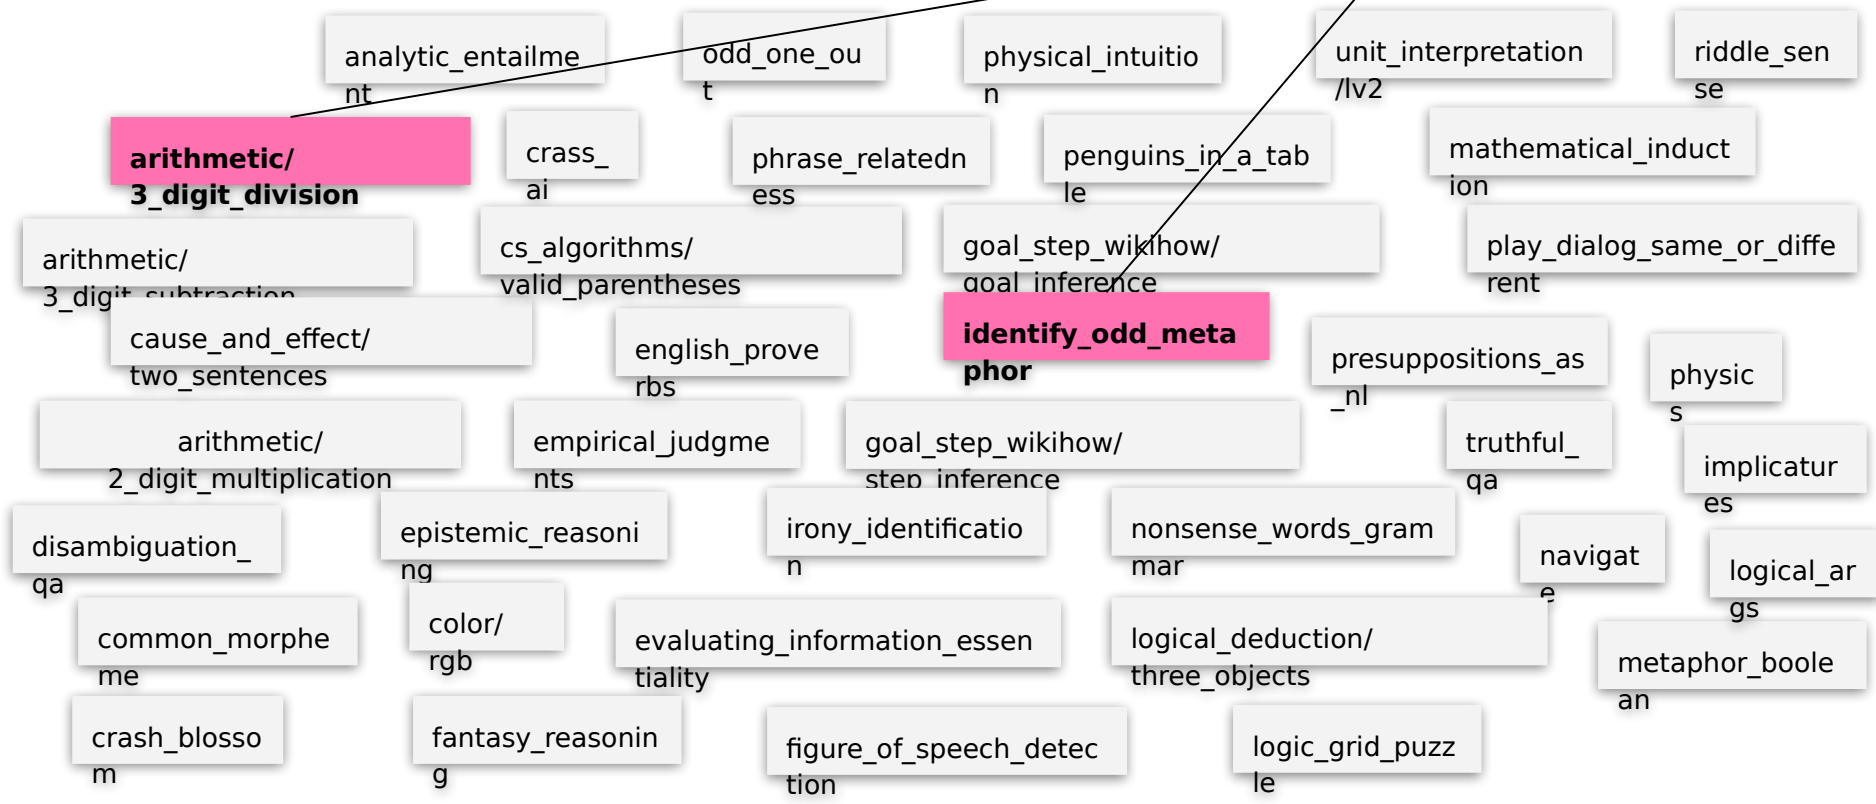 analytic_entailme
nt
odd_one_ou
t
physical_intuitio
n
unit_interpretation
/lv2
riddle_sen
se
arithmetic/
3_digit_division
crass_
ai
phrase_relatedn
ess
penguins_in_a_tab
le
mathematical_induct
ion
arithmetic/
3_digit_subtraction
cs_algorithms/
valid_parentheses
goal_step_wikihow/
goal_inference
play_dialog_same_or_diffe
rent
cause_and_effect/
two_sentences
english_prove
rbs
identify_odd_meta
phor
presuppositions_as
_nl
physic
s
arithmetic/
2_digit_multiplication
empirical_judgme
nts
goal_step_wikihow/
step_inference
truthful_
qa
implicatur
es
disambiguation_
qa
epistemic_reasoni
ng
irony_identificatio
n
nonsense_words_gram
mar
navigat
e
logical_ar
gs
common_morphe
me
color/
rgb
evaluating_information_essen
tiality
logical_deduction/
three_objects
metaphor_boole
an
crash_blosso
m
fantasy_reasonin
g
figure_of_speech_detec
tion
logic_grid_puzz
le